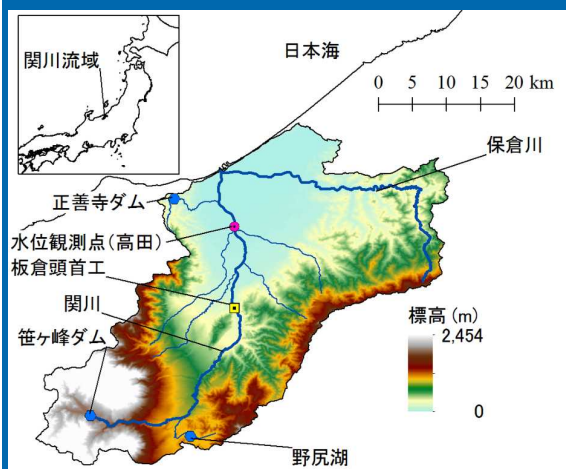 関川流域
日本海
0 5 10 15 20 km
保倉川
正善寺ダム
水位観測点(高田)
板倉頭首工
関川
笹ヶ峰ダム
標高 (m)
2,454
0
野尻湖